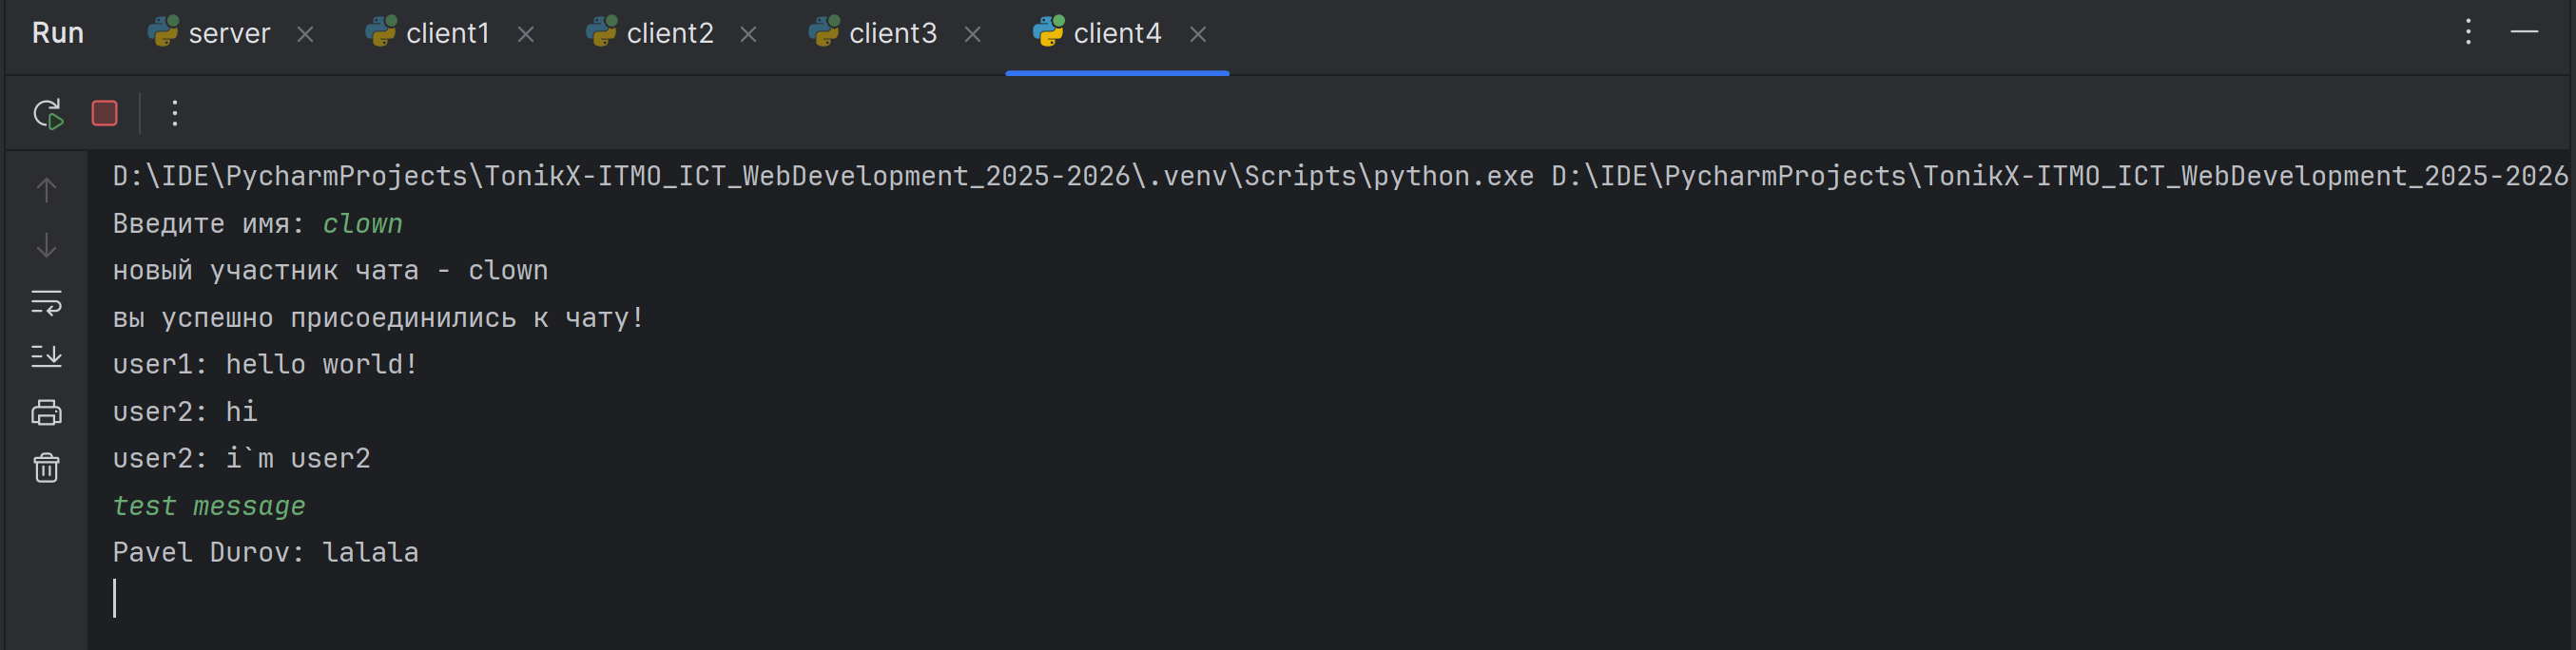 Run server client1 client2 client3 client4
D:\IDE\PycharmProjects\TonikX-ITMO_ICT_WebDevelopment_2025-2026\.venv\Scripts\python.exe D:\IDE\PycharmProjects\TonikX-ITMO_ICT_WebDevelopment_2025-2026
Введите имя: clown
новый участник чата - clown
вы успешно присоединились к чату!
user1: hello world!
user2: hi
user2: i`m user2
test message
Pavel Durov: lalala